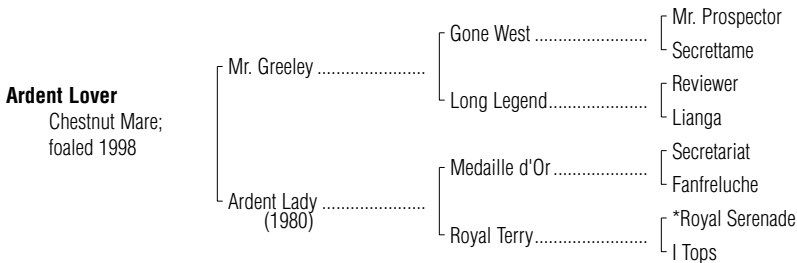 Ardent Lover
Chestnut Mare;
foaled 1998
Mr. Greeley .......................
Ardent Lady ......................
(1980)
Gone West ........................
Long Legend.....................
Medaille d'Or ....................
Royal Terry........................
Mr. Prospector
Secrettame
Reviewer
Lianga
Secretariat
Fanfreluche
*Royal Serenade
I Tops